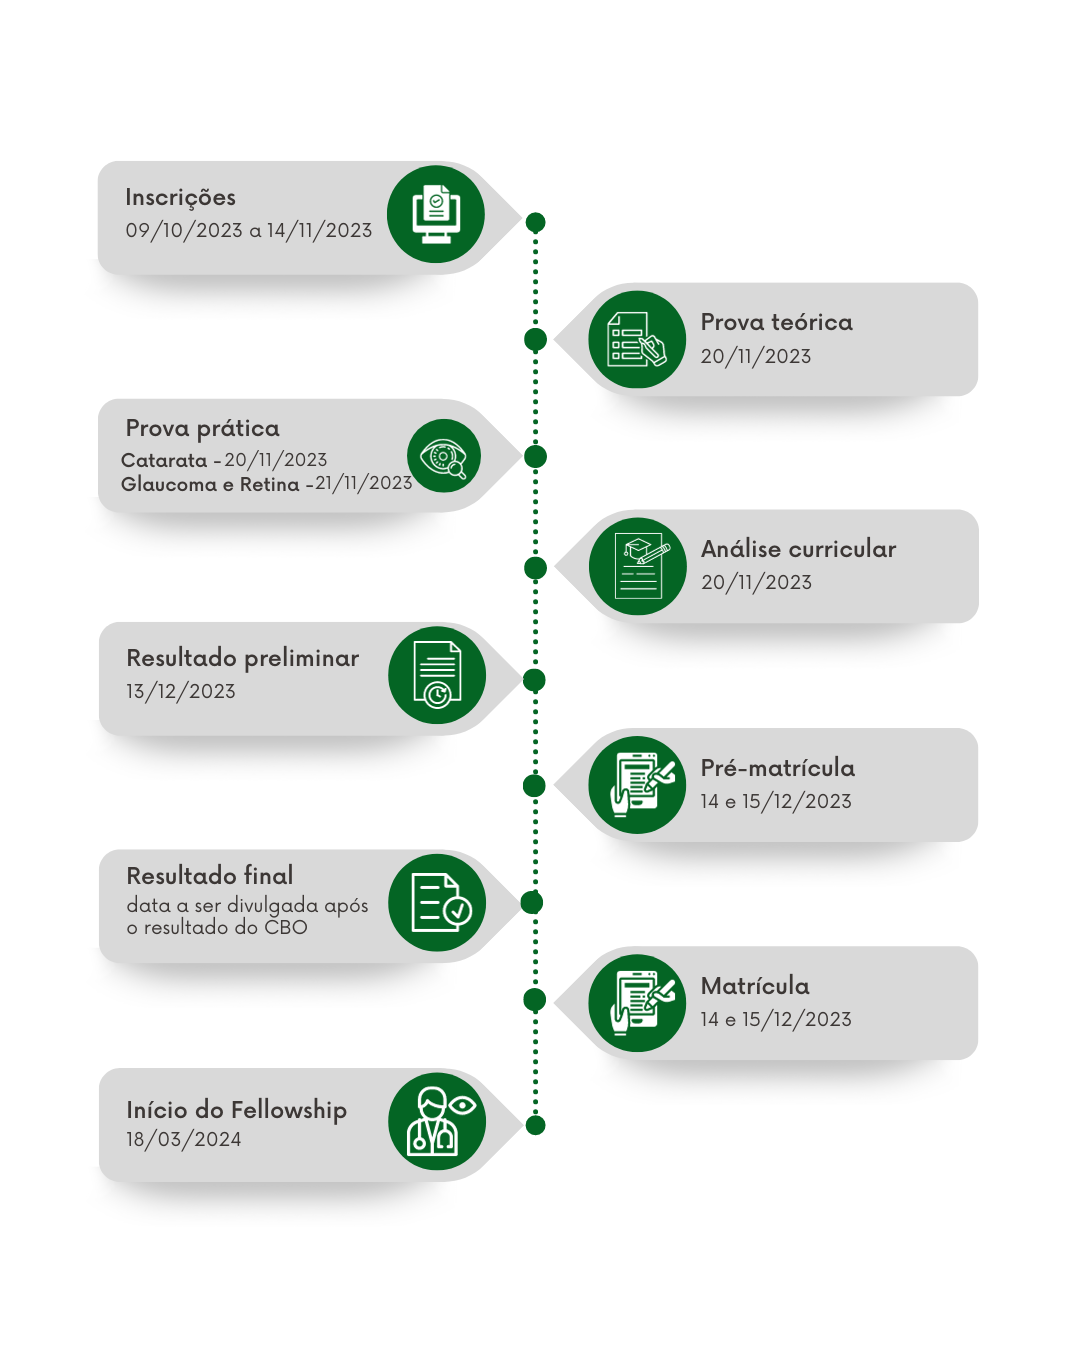 Inscrições
09/10/2023 a 14/11/2023
Prova teórica
20/11/2023
Prova prática
Catarata - 20/11/2023
Glaucoma e Retina - 21/11/2023
Análise curricular
20/11/2023
Resultado preliminar
13/12/2023
Pré-matrícula
14 e 15/12/2023
Resultado final
data a ser divulgada após
o resultado do CBO
Matrícula
14 e 15/12/2023
Início do Fellowship
18/03/2024